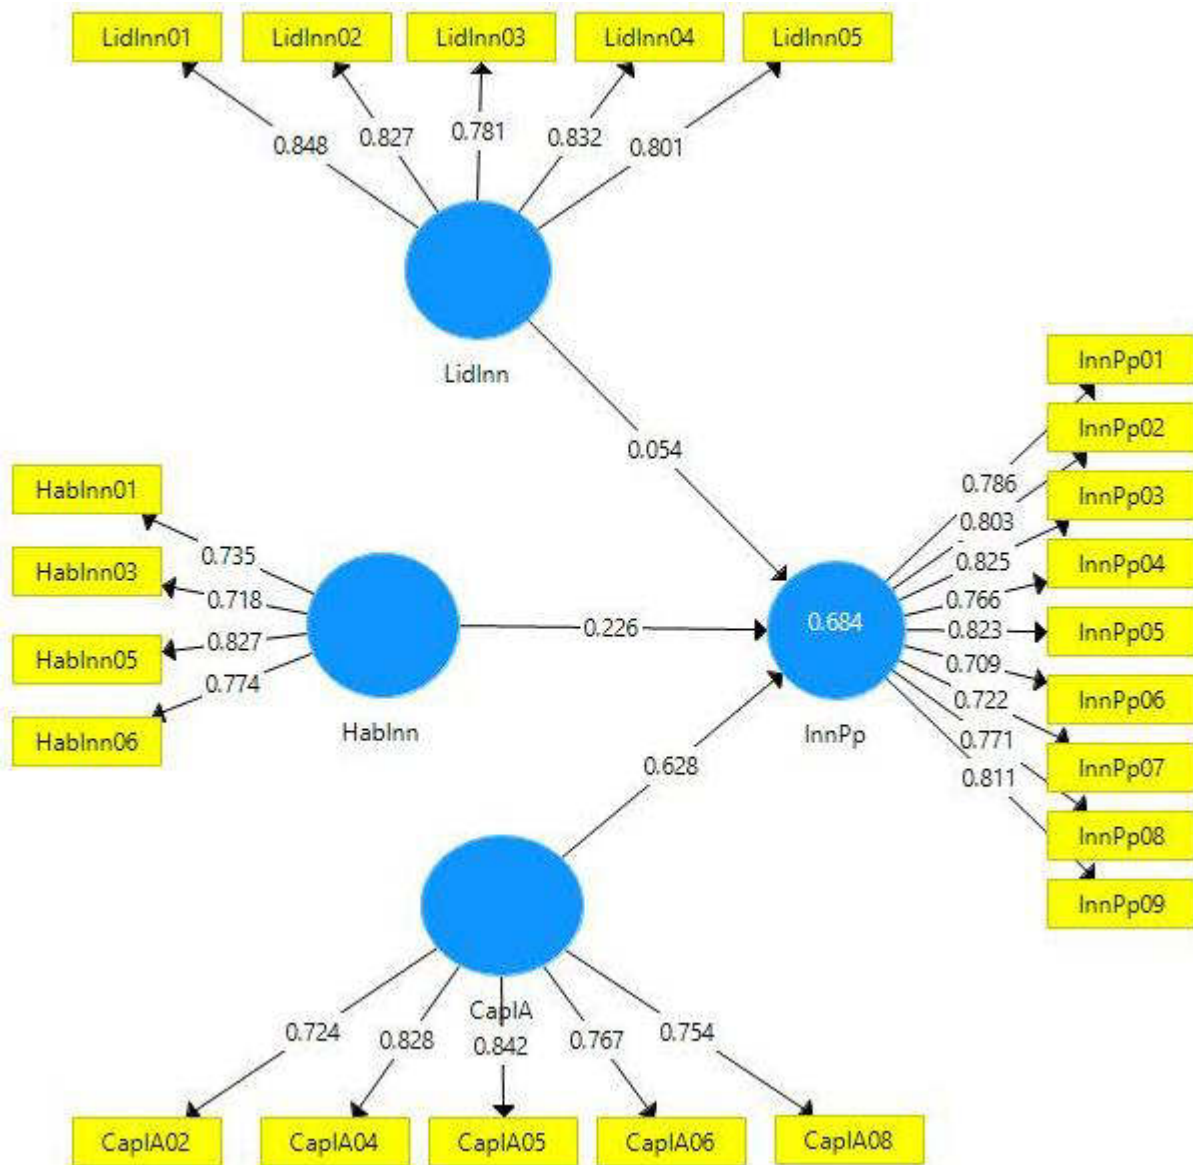 LidInn01
LidInn02
LidInn03
LidInn04
LidInn05
0.848
0.827
0.781
0.832
0.801
LidInn
0.054
HabInn01
HabInn03
HabInn05
HabInn06
0.735
0.718
0.827
0.774
HabInn
0.226
0.684
InnPp
InnPp01
InnPp02
InnPp03
InnPp04
InnPp05
InnPp06
InnPp07
InnPp08
InnPp09
0.786
0.803
0.825
0.766
0.823
0.709
0.722
0.771
0.811
0.628
CapIA
0.724
0.828
0.842
0.767
0.754
CapIA02
CapIA04
CapIA05
CapIA06
CapIA08